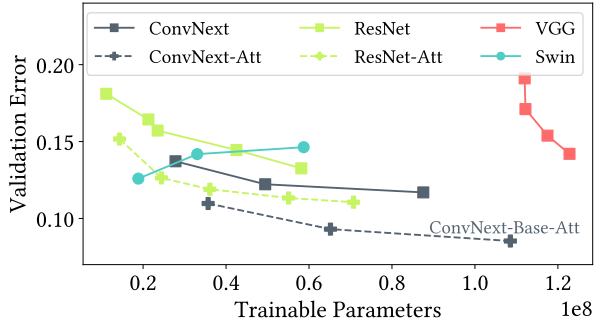 ConvNext
ResNet
VGG
ConvNext-Att
ResNet-Att
Swin
Validation Error
0.20
0.15
0.10
ConvNext-Base-Att
0.2
0.4
0.6
0.8
1.0
1.2
1e8
Trainable Parameters